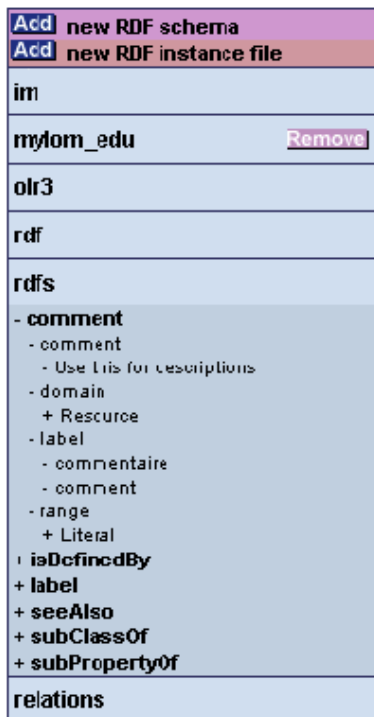 Add new RDF schema
Add new RDF instance file
im
mylom_edu Remove
olr3
rdf
rdfs
- comment
- comment
- Use this for descriptions
- domain
+ Resource
- label
- commentaire
- comment
- range
+ Literal
+ isDefinedBy
+ label
+ seeAlso
+ subClassOf
+ subPropertyOf
relations